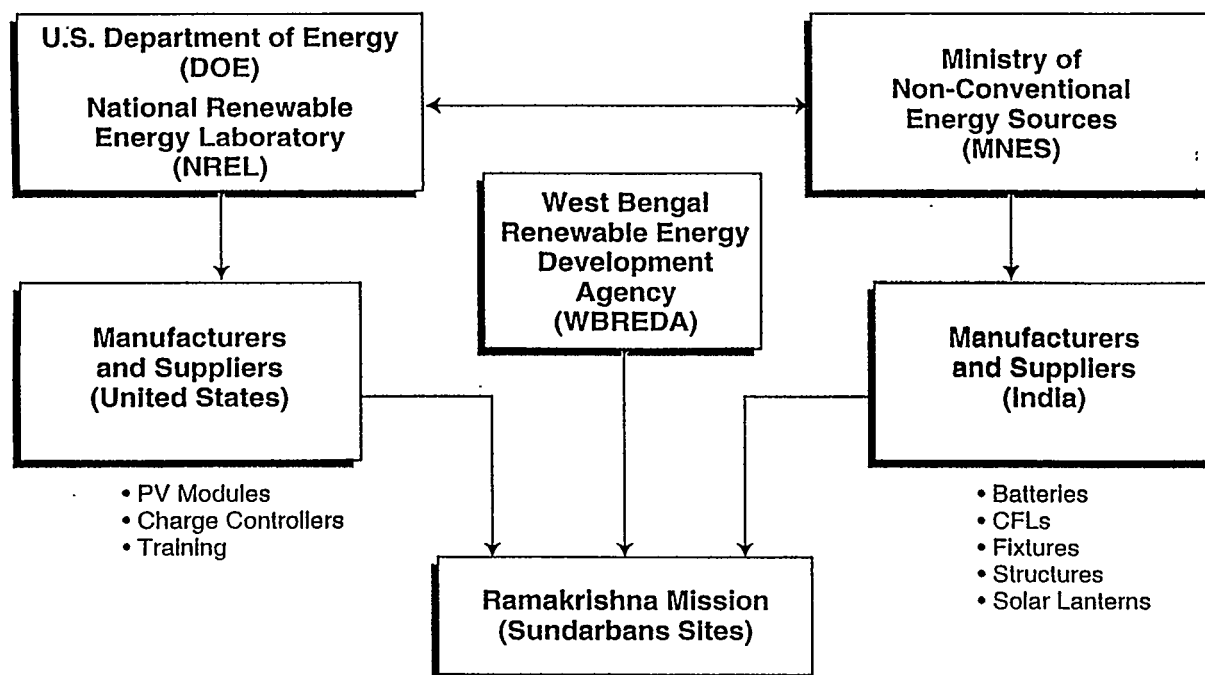 U.S. Department of Energy
(DOE)
National Renewable
Energy Laboratory
(NREL)
Ministry of
Non-Conventional
Energy Sources
(MNES)
West Bengal
Renewable Energy
Development
Agency
(WBREDA)
Manufacturers
and Suppliers
(United States)
Manufacturers
and Suppliers
(India)
• PV Modules
• Charge Controllers
• Training
• Batteries
• CFLs
• Fixtures
• Structures
• Solar Lanterns
Ramakrishna Mission
(Sundarbans Sites)